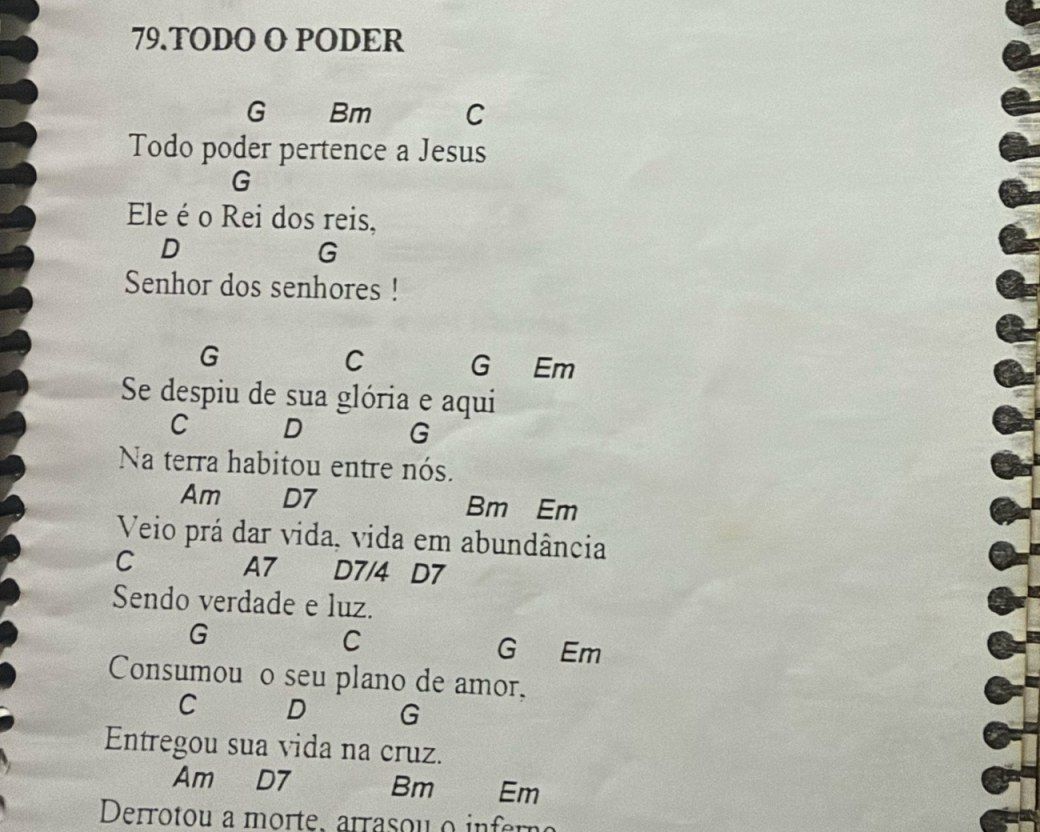 79.TODO O PODER
G Bm C
Todo poder pertence a Jesus
G
Ele é o Rei dos reis,
D G
Senhor dos senhores !
G C G Em
Se despiu de sua glória e aqui
C D G
Na terra habitou entre nós.
Am D7 Bm Em
Veio prá dar vida, vida em abundância
C A7 D7/4 D7
Sendo verdade e luz.
G C G Em
Consumou o seu plano de amor,
C D G
Entregou sua vida na cruz.
Am D7 Bm Em
Derrotou a morte, arrasou o inferno